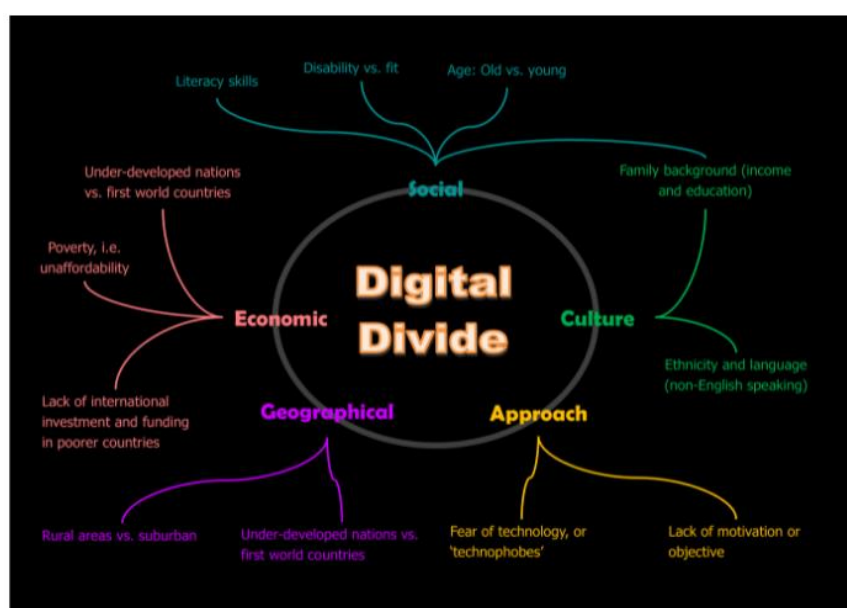 Literacy skills
Disability vs. fit
Age: Old vs. young
Under-developed nations
vs. first world countries
Family background (income
and education)
Social
Poverty, i.e.
unaffordability
Digital
Divide
Economic
Culture
Ethnicity and language
(non-English speaking)
Lack of international
investment and funding
in poorer countries
Geographical
Approach
Rural areas vs. suburban
Under-developed nations vs.
first world countries
Fear of technology, or
‘technophobes’
Lack of motivation or
objective